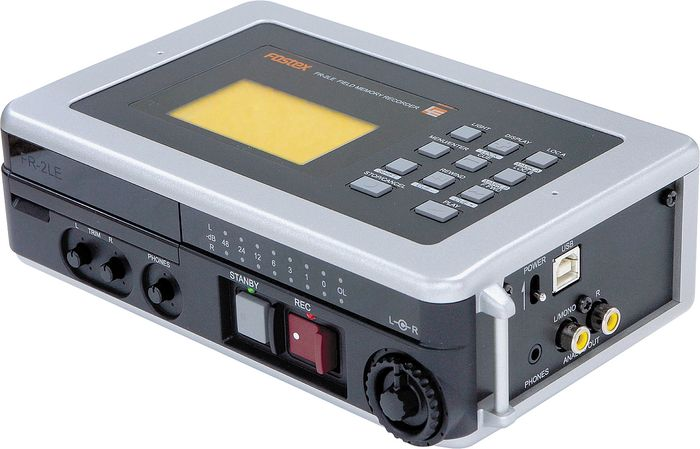 Fostex
FR-2LE FIELD MEMORY RECORDER
LIGHT
DISPLAY
LOC A
MENU/ENTER
REWIND
STOP/CANCEL
PLAY
FR-2LE
L TRIM R
PHONES
L
-dB 48 24 12 6 3 1 0 OL
R
STANBY
REC
L R
POWER
USB
L/MONO
R
ANALOG OUT
PHONES